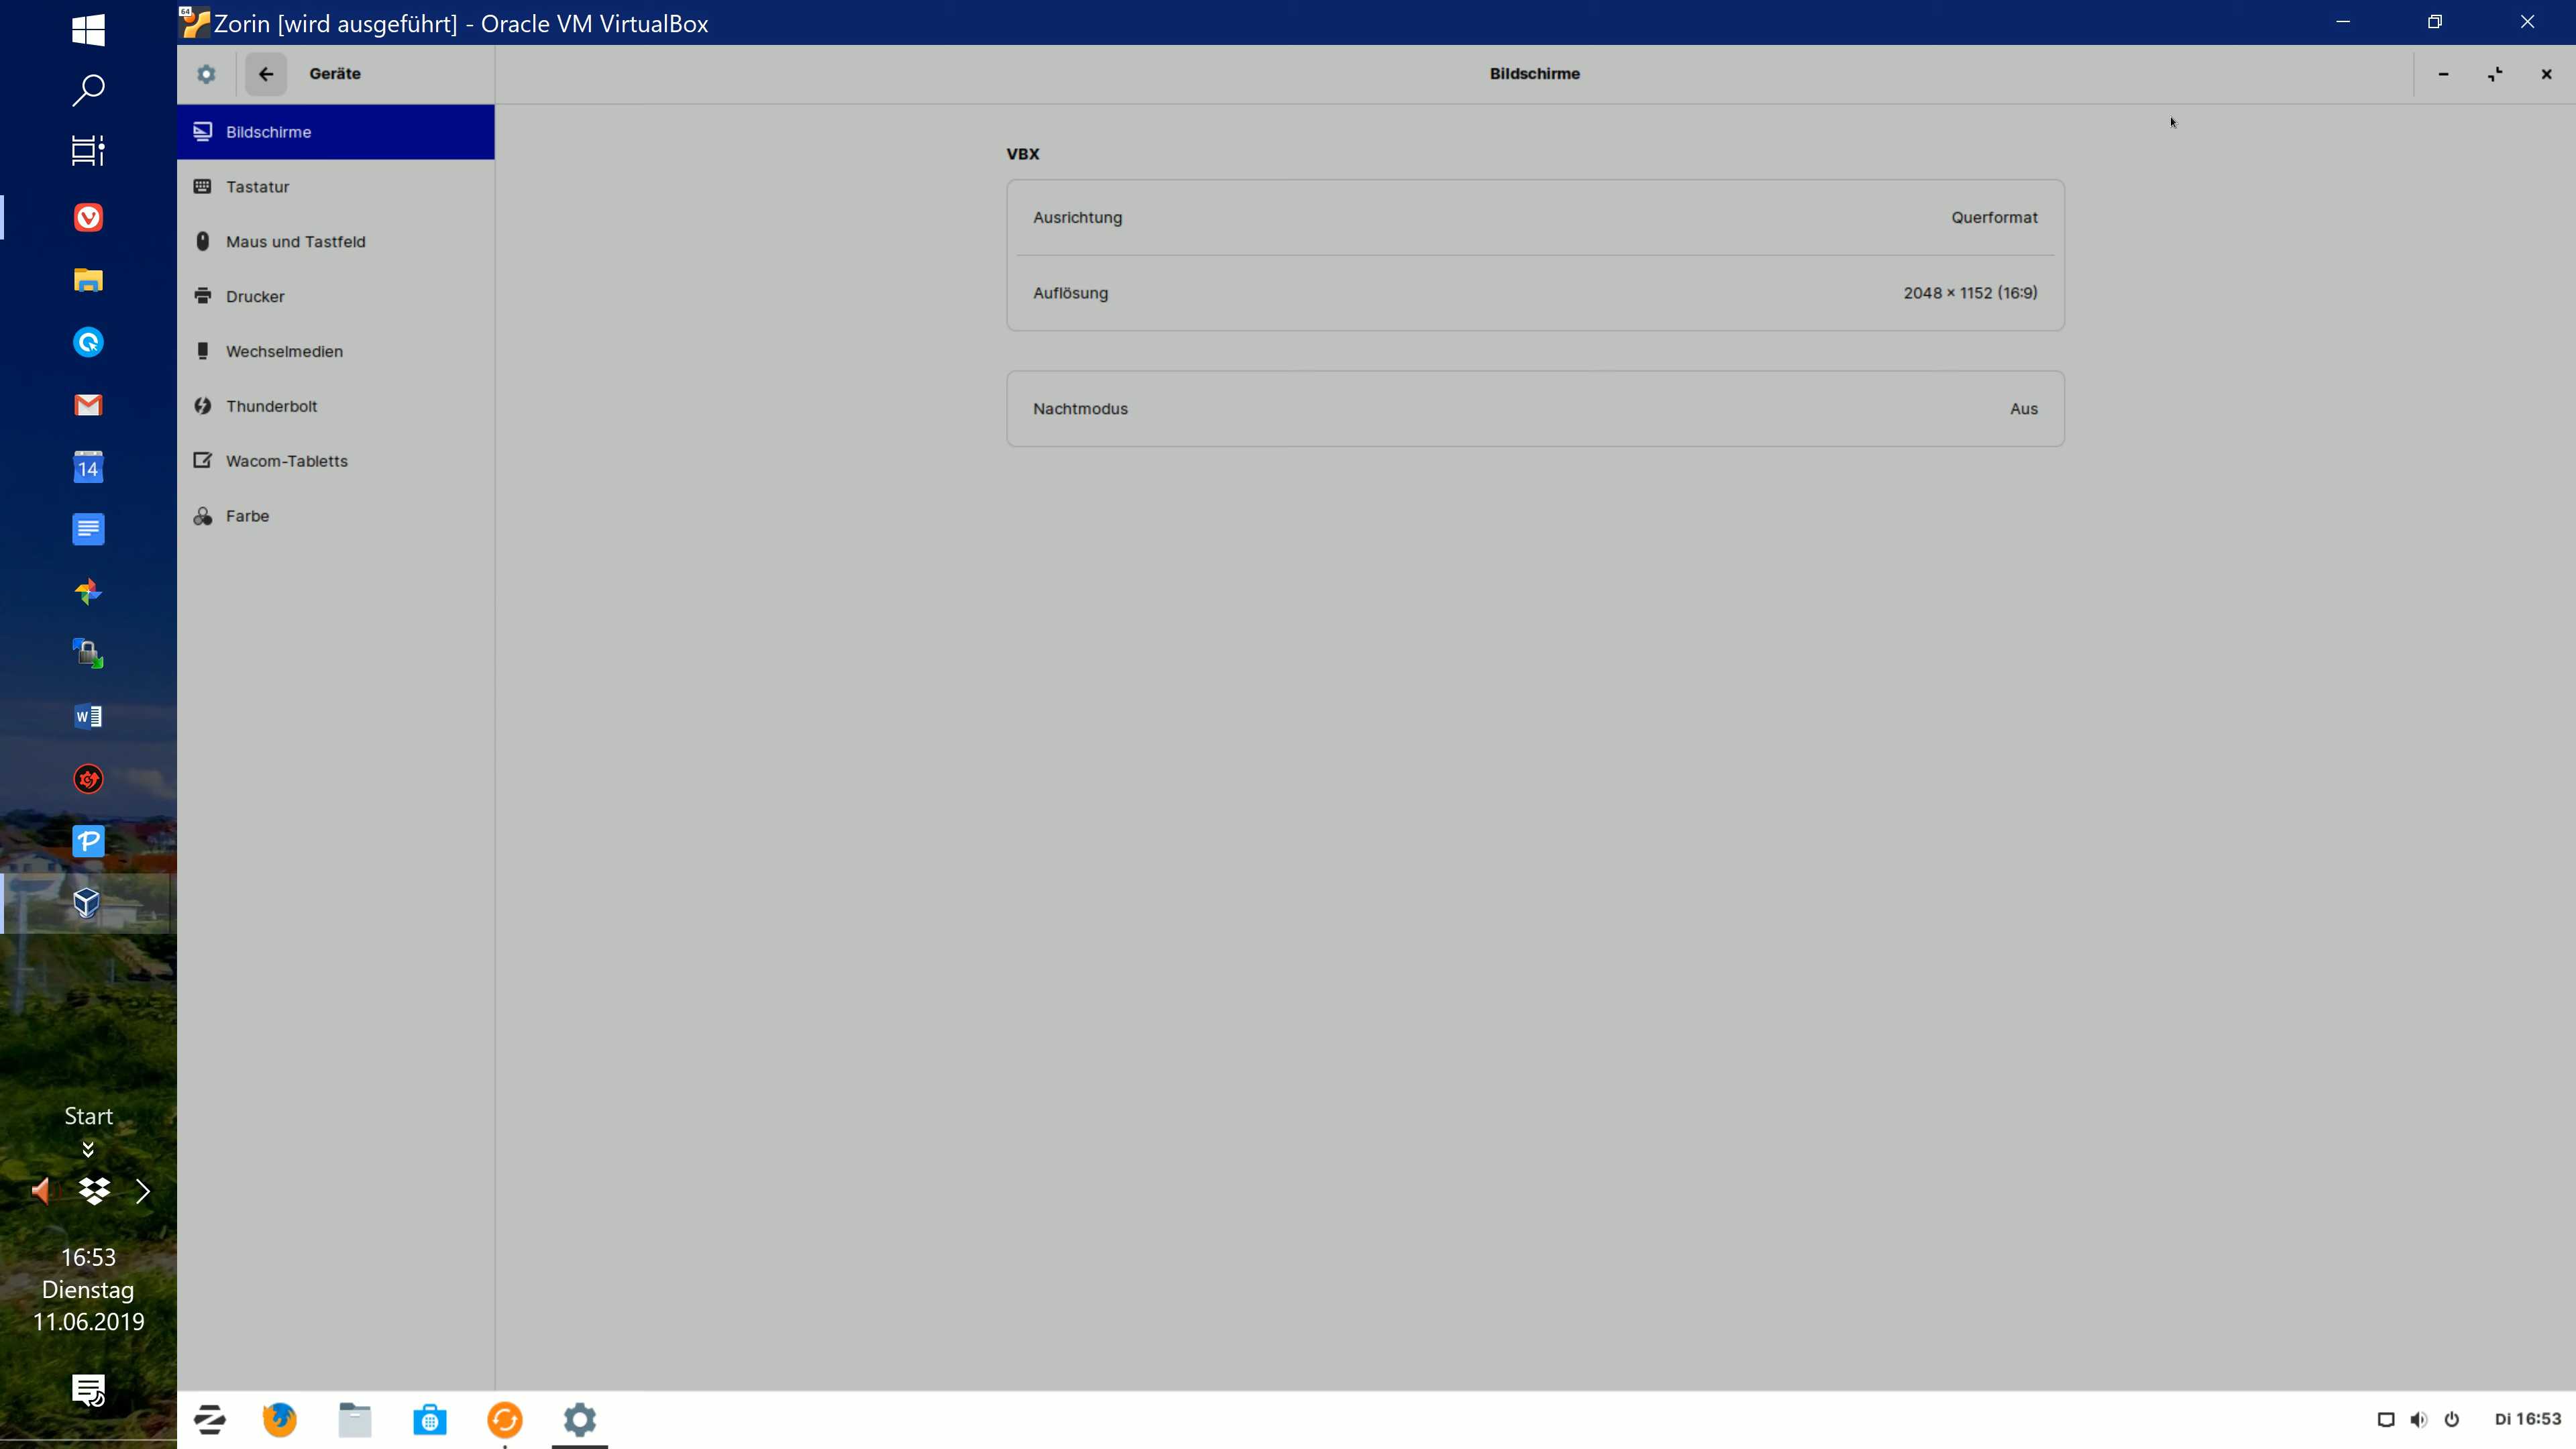 64
Zorin [wird ausgeführt] - Oracle VM VirtualBox
Geräte
Bildschirme
Bildschirme
Tastatur
Maus und Tastfeld
Drucker
Wechselmedien
Thunderbolt
Wacom-Tabletts
Farbe
VBX
Ausrichtung Querformat
Auflösung 2048 × 1152 (16:9)
Nachtmodus Aus
14
W
Start
16:53
Dienstag
11.06.2019
Di 16:53